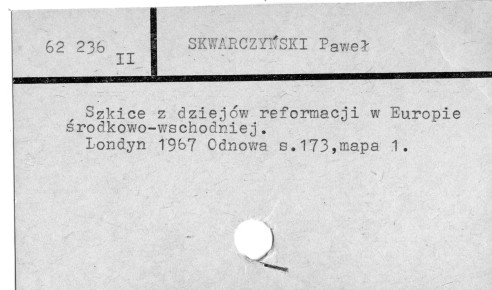 62 236 II
SKWARCZYŃSKI Paweł
Szkice z dziejów reformacji w Europie
środkowo-wschodniej.
Londyn 1967 Odnowa s.173,mapa 1.